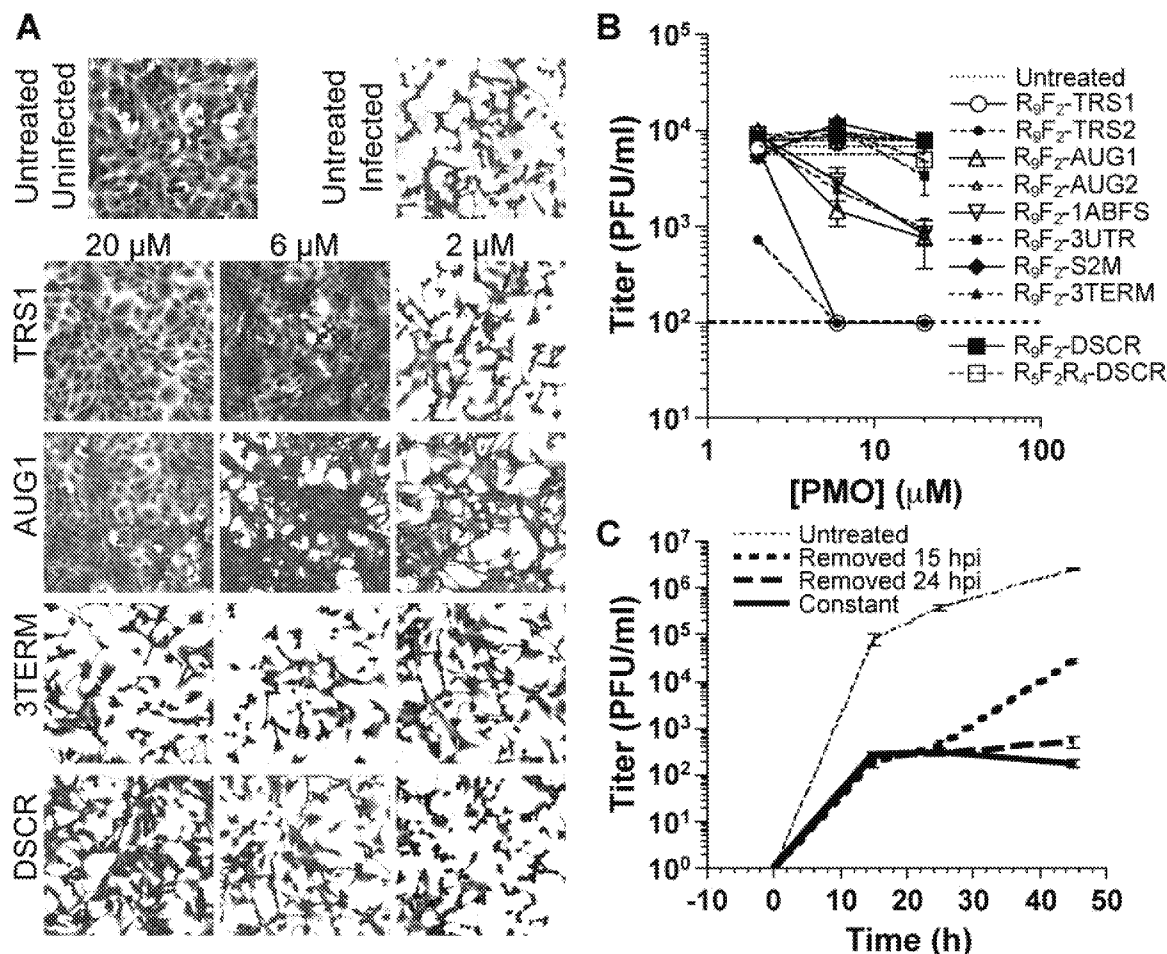 A
Untreated
Uninfected
Untreated
Infected
20 µM
6 µM
2 µM
TRS1
AUG1
3TERM
DSCR
B
Titer (PFU/ml)
10⁵
10⁴
10³
10²
10¹
1
10
100
[PMO] (µM)
Untreated
R₉F₂-TRS1
R₉F₂-TRS2
R₉F₂-AUG1
R₉F₂-AUG2
R₉F₂-1ABFS
R₉F₂-3UTR
R₉F₂-S2M
R₉F₂-3TERM
R₉F₂-DSCR
R₅F₂R₄-DSCR
C
Titer (PFU/ml)
10⁷
10⁶
10⁵
10⁴
10³
10²
10¹
10⁰
-10
0
10
20
30
40
50
Time (h)
Untreated
Removed 15 hpi
Removed 24 hpi
Constant